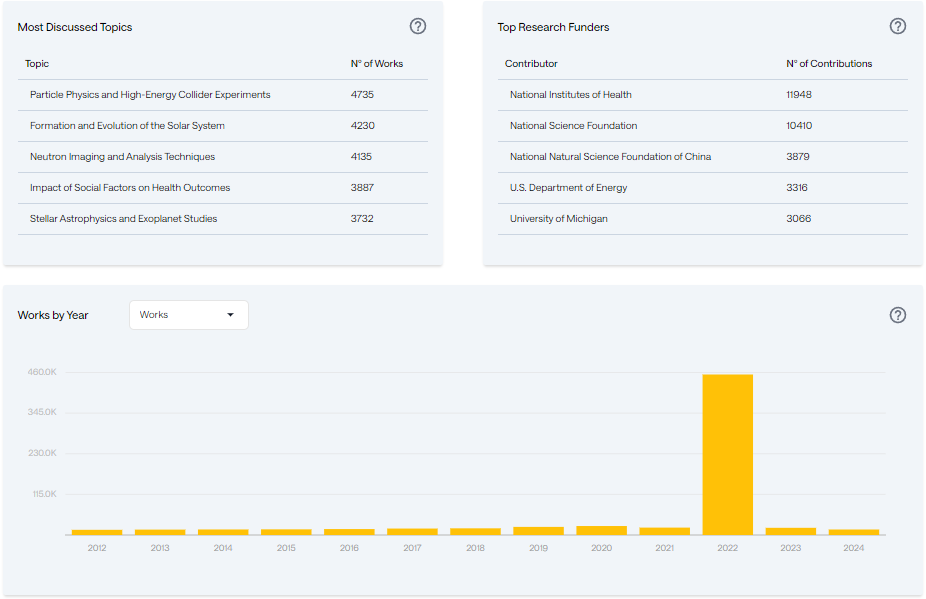 Most Discussed Topics
Topic N° of Works
Particle Physics and High-Energy Collider Experiments 4735
Formation and Evolution of the Solar System 4230
Neutron Imaging and Analysis Techniques 4135
Impact of Social Factors on Health Outcomes 3887
Stellar Astrophysics and Exoplanet Studies 3732
Top Research Funders
Contributor N° of Contributions
National Institutes of Health 11948
National Science Foundation 10410
National Natural Science Foundation of China 3879
U.S. Department of Energy 3316
University of Michigan 3066
Works by Year Works
460.0K
345.0K
230.0K
115.0K
2012 2013 2014 2015 2016 2017 2018 2019 2020 2021 2022 2023 2024